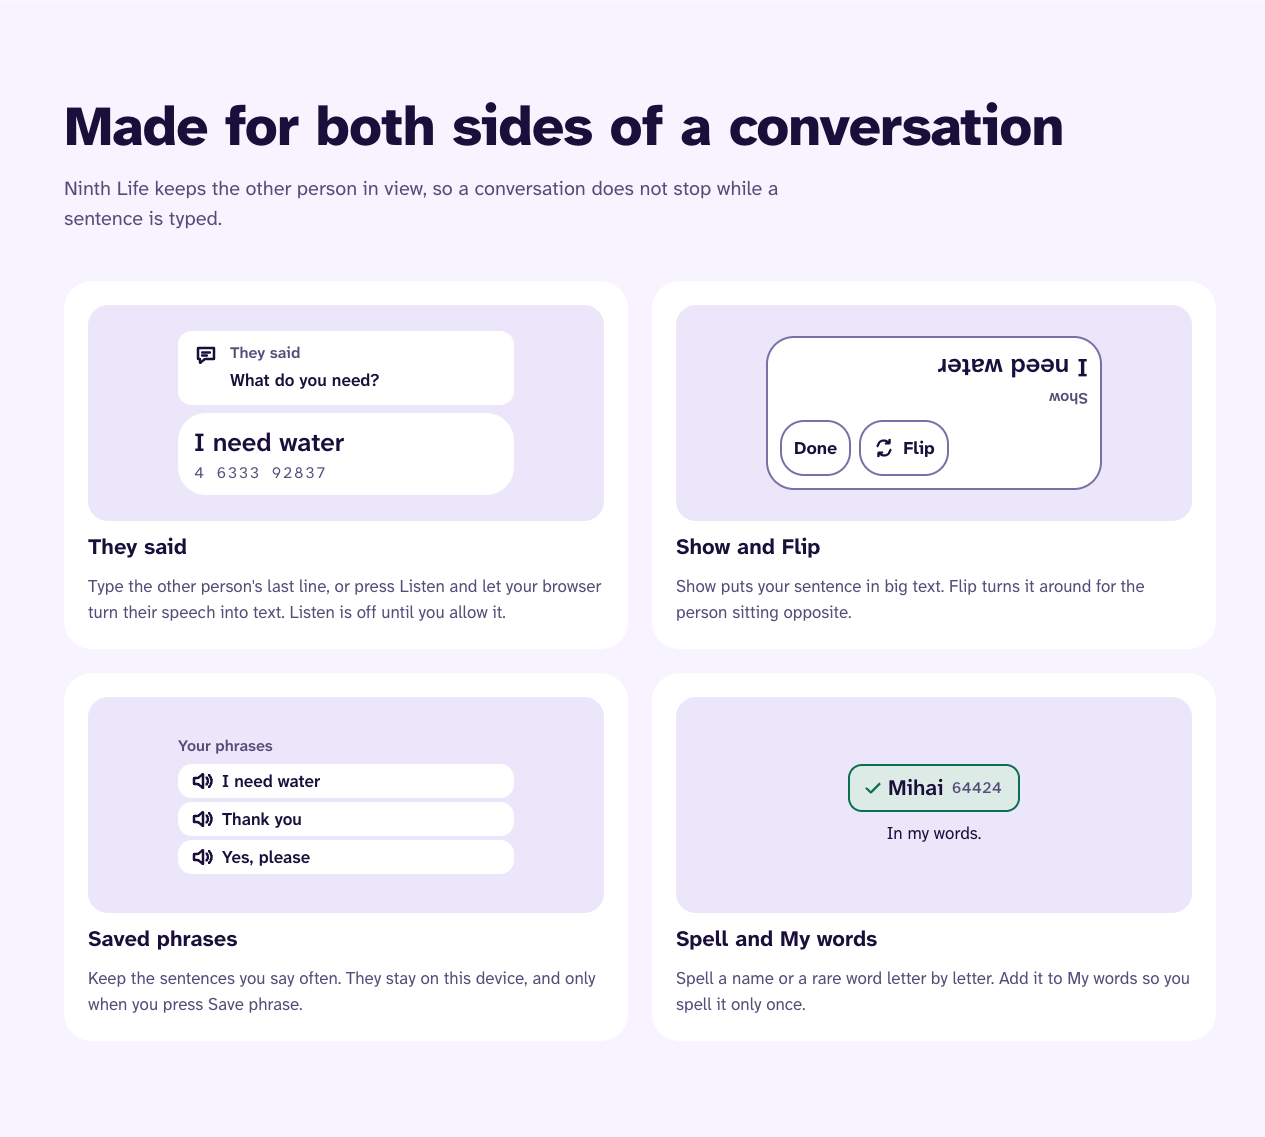 Made for both sides of a conversation
Ninth Life keeps the other person in view, so a conversation does not stop while a
sentence is typed.
They said
What do you need?
I need water
4 6333 92837
They said
Type the other person's last line, or press Listen and let your browser
turn their speech into text. Listen is off until you allow it.
I need water
Show
Done
Flip
Show and Flip
Show puts your sentence in big text. Flip turns it around for the
person sitting opposite.
Your phrases
I need water
Thank you
Yes, please
Saved phrases
Keep the sentences you say often. They stay on this device, and only
when you press Save phrase.
Mihai 64424
In my words.
Spell and My words
Spell a name or a rare word letter by letter. Add it to My words so you
spell it only once.